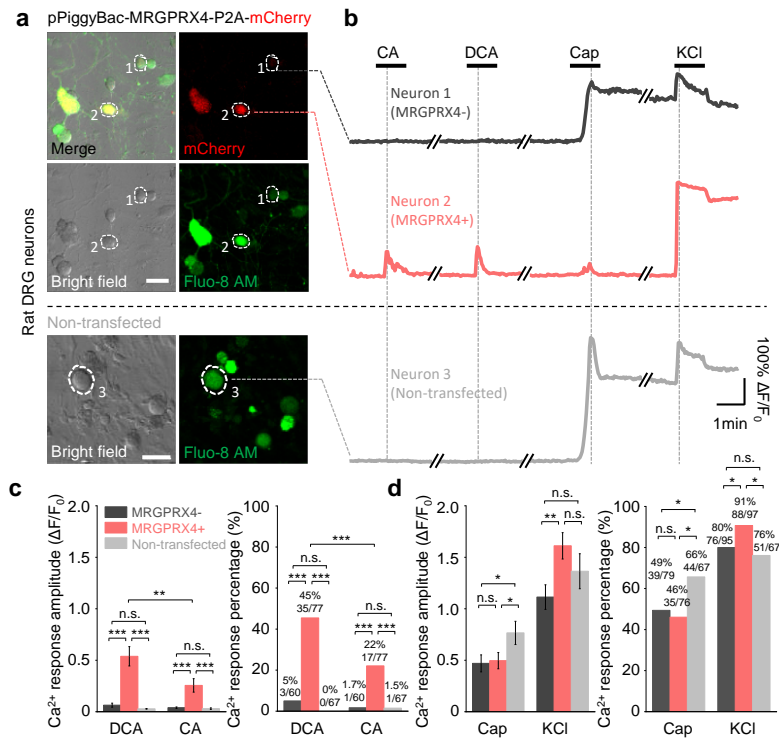 a
pPiggyBac-MRGPRX4-P2A-mCherry
b
Rat DRG neurons
1
2
Merge
1
2
mCherry
1
2
Bright field
1
2
Fluo-8 AM
Non-transfected
3
Bright field
3
Fluo-8 AM
CA
DCA
Cap
KCl
Neuron 1
(MRGPRX4-)
Neuron 2
(MRGPRX4+)
Neuron 3
(Non-transfected)
100% ΔF/F₀
1min
c
Ca²⁺ response amplitude (ΔF/F₀)
2.0
1.5
1.0
0.5
0
MRGPRX4-
MRGPRX4+
Non-transfected
**
n.s.
*** ***
n.s.
*** ***
DCA
CA
Ca²⁺ response percentage (%)
100
80
60
40
20
0
***
n.s.
*** ***
45%
35/77
5%
3/60
0%
0/67
n.s.
*** ***
22%
17/77
1.7%
1/60
1.5%
1/67
DCA
CA
d
Ca²⁺ response amplitude (ΔF/F₀)
2.0
1.5
1.0
0.5
0
*
n.s.
*
n.s.
**
n.s.
Cap
KCl
Ca²⁺ response percentage (%)
100
80
60
40
20
0
*
n.s.
*
49%
39/79
46%
35/76
66%
44/67
n.s.
*
*
80%
76/95
91%
88/97
76%
51/67
Cap
KCl